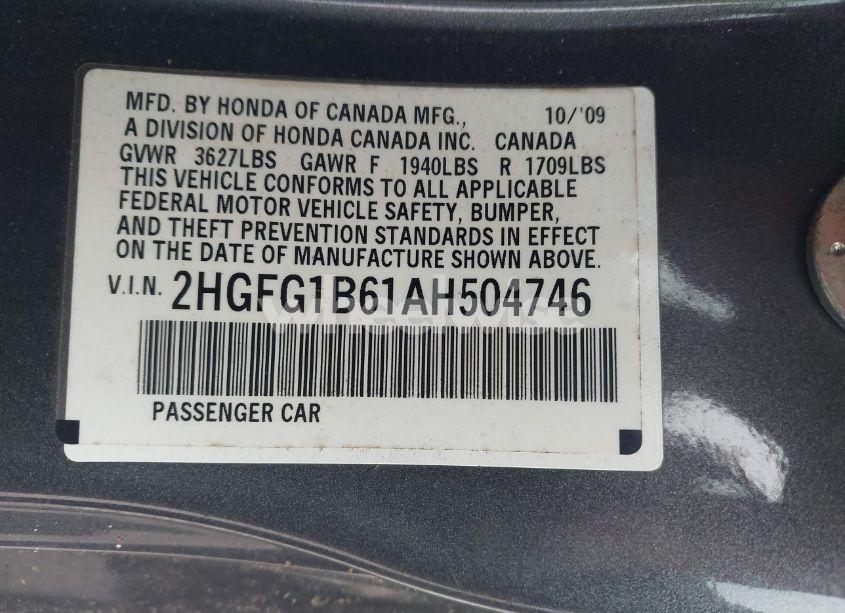 MFD. BY HONDA OF CANADA MFG., 10/'09
A DIVISION OF HONDA CANADA INC. CANADA
GVWR 3627LBS GAWR F 1940LBS R 1709LBS
THIS VEHICLE CONFORMS TO ALL APPLICABLE
FEDERAL MOTOR VEHICLE SAFETY, BUMPER,
AND THEFT PREVENTION STANDARDS IN EFFECT
ON THE DATE OF MANUFACTURE SHOWN ABOVE.
V.I.N. 2HGFG1B61AH504746
PASSENGER CAR